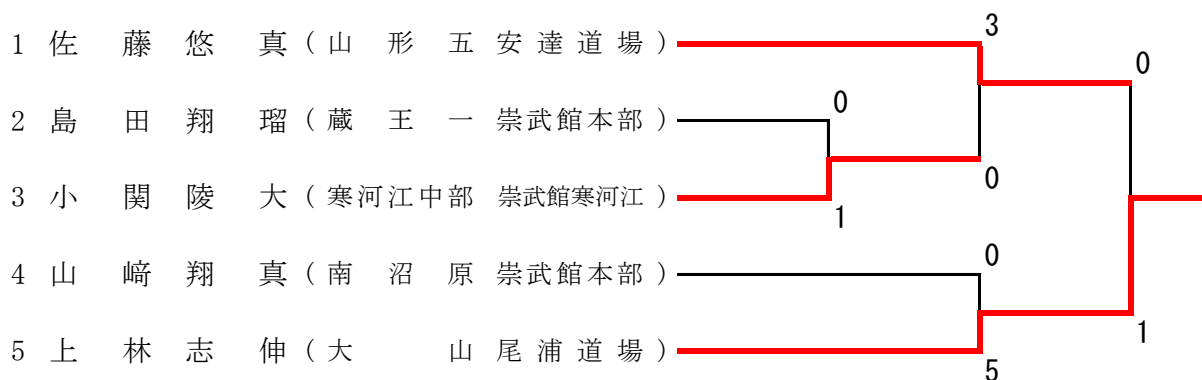 3
1 佐藤悠真(山形五 安達道場)
0
0
2 島田翔瑠(蔵王一 崇武館本部)
0
3 小関陵大(寒河江中部 崇武館寒河江)
1
0
4 山﨑翔真(南沼原 崇武館本部)
1
5 上林志伸(大山 尾浦道場)
5